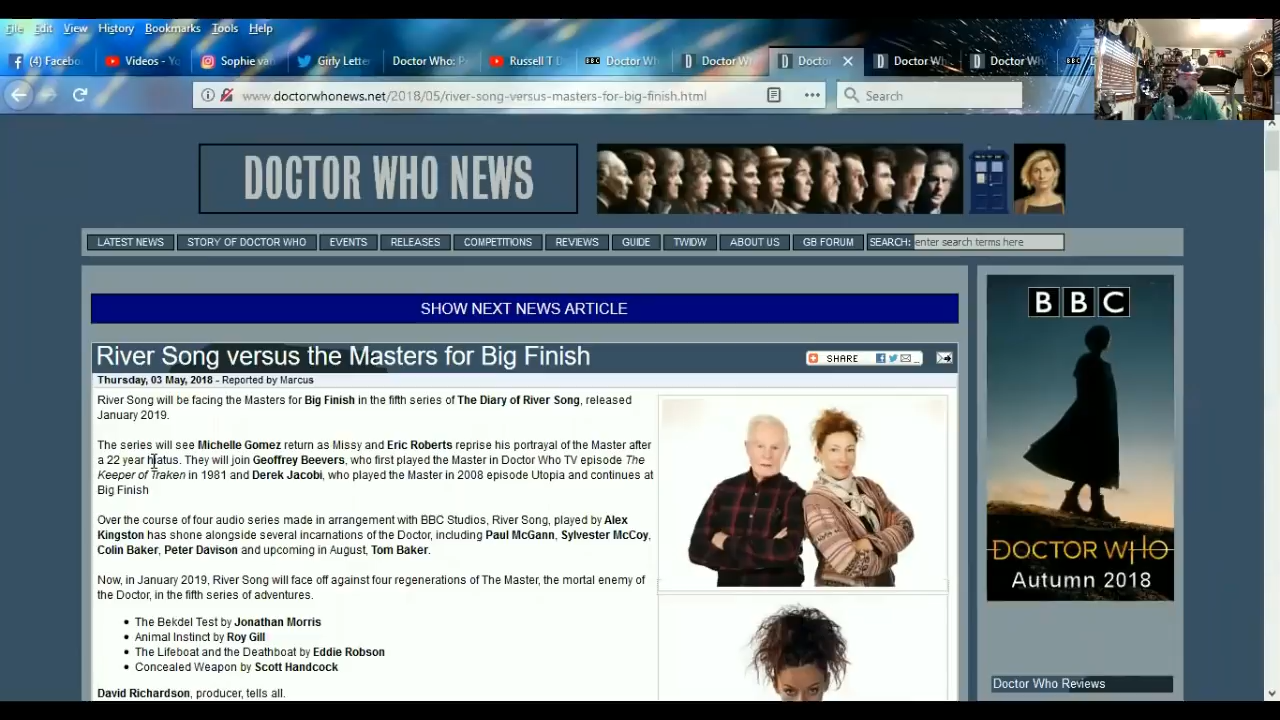 File Edit View History Bookmarks Tools Help
(4) Facebo Videos - Yo Sophie va Girly Lette Doctor Who: P Russell T D BBC Doctor Wh Doctor Wh Docto Doctor Wh Doctor Wh BBC
www.doctorwhonews.net/2018/05/river-song-versus-masters-for-big-finish.html Search
DOCTOR WHO NEWS
LATEST NEWS STORY OF DOCTOR WHO EVENTS RELEASES COMPETITIONS REVIEWS GUIDE TWIDW ABOUT US GB FORUM SEARCH: enter search terms here
SHOW NEXT NEWS ARTICLE
River Song versus the Masters for Big Finish
SHARE
Thursday, 03 May, 2018 - Reported by Marcus
River Song will be facing the Masters for Big Finish in the fifth series of The Diary of River Song, released
January 2019.
The series will see Michelle Gomez return as Missy and Eric Roberts reprise his portrayal of the Master after
a 22 year hiatus. They will join Geoffrey Beevers, who first played the Master in Doctor Who TV episode The
Keeper of Traken in 1981 and Derek Jacobi, who played the Master in 2008 episode Utopia and continues at
Big Finish
Over the course of four audio series made in arrangement with BBC Studios, River Song, played by Alex
Kingston has shone alongside several incarnations of the Doctor, including Paul McGann, Sylvester McCoy,
Colin Baker, Peter Davison and upcoming in August, Tom Baker.
Now, in January 2019, River Song will face off against four regenerations of The Master, the mortal enemy of
the Doctor, in the fifth series of adventures.
• The Bekdel Test by Jonathan Morris
• Animal Instinct by Roy Gill
• The Lifeboat and the Deathboat by Eddie Robson
• Concealed Weapon by Scott Handcock
David Richardson, producer, tells all.
BBC
DOCTOR WHO
Autumn 2018
Doctor Who Reviews